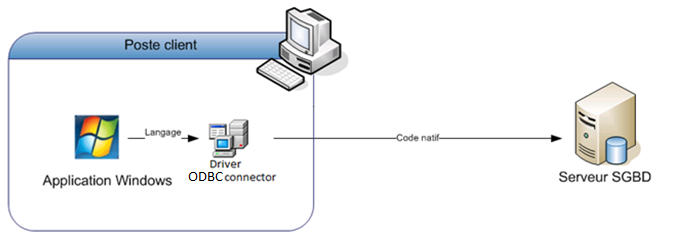 Poste client
Langage
Code natif
Driver
ODBC connector
Application Windows
Serveur SGBD